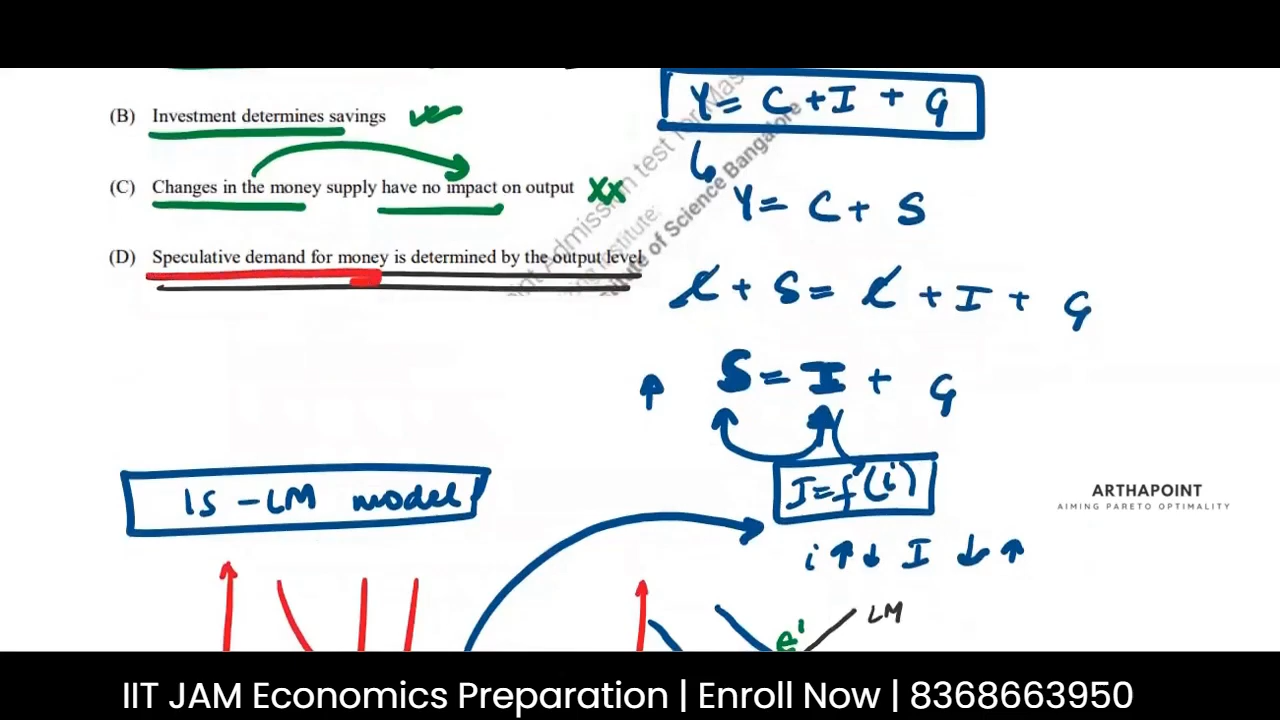 Y = C + I + G
(B) Investment determines savings
(C) Changes in the money supply have no impact on output xx
Y = C + S
(D) Speculative demand for money is determined by the output level
C + S = C + I + G
↑ S = I + G
I = f(i)
IS - LM model
ARTHAPOINT
AIMING PARETO OPTIMALITY
i ↑↓ I ↓↑
e'
LM
IIT JAM Economics Preparation | Enroll Now | 8368663950